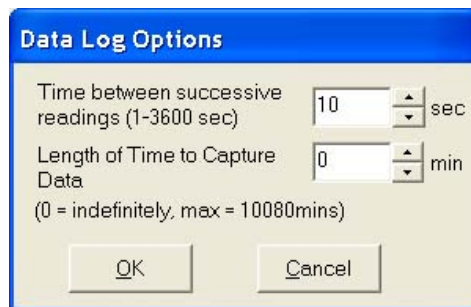 Data Log Options
Time between successive
readings (1-3600 sec)
10
sec
Length of Time to Capture
Data
0
min
(0 = indefinitely, max = 10080mins)
OK
Cancel